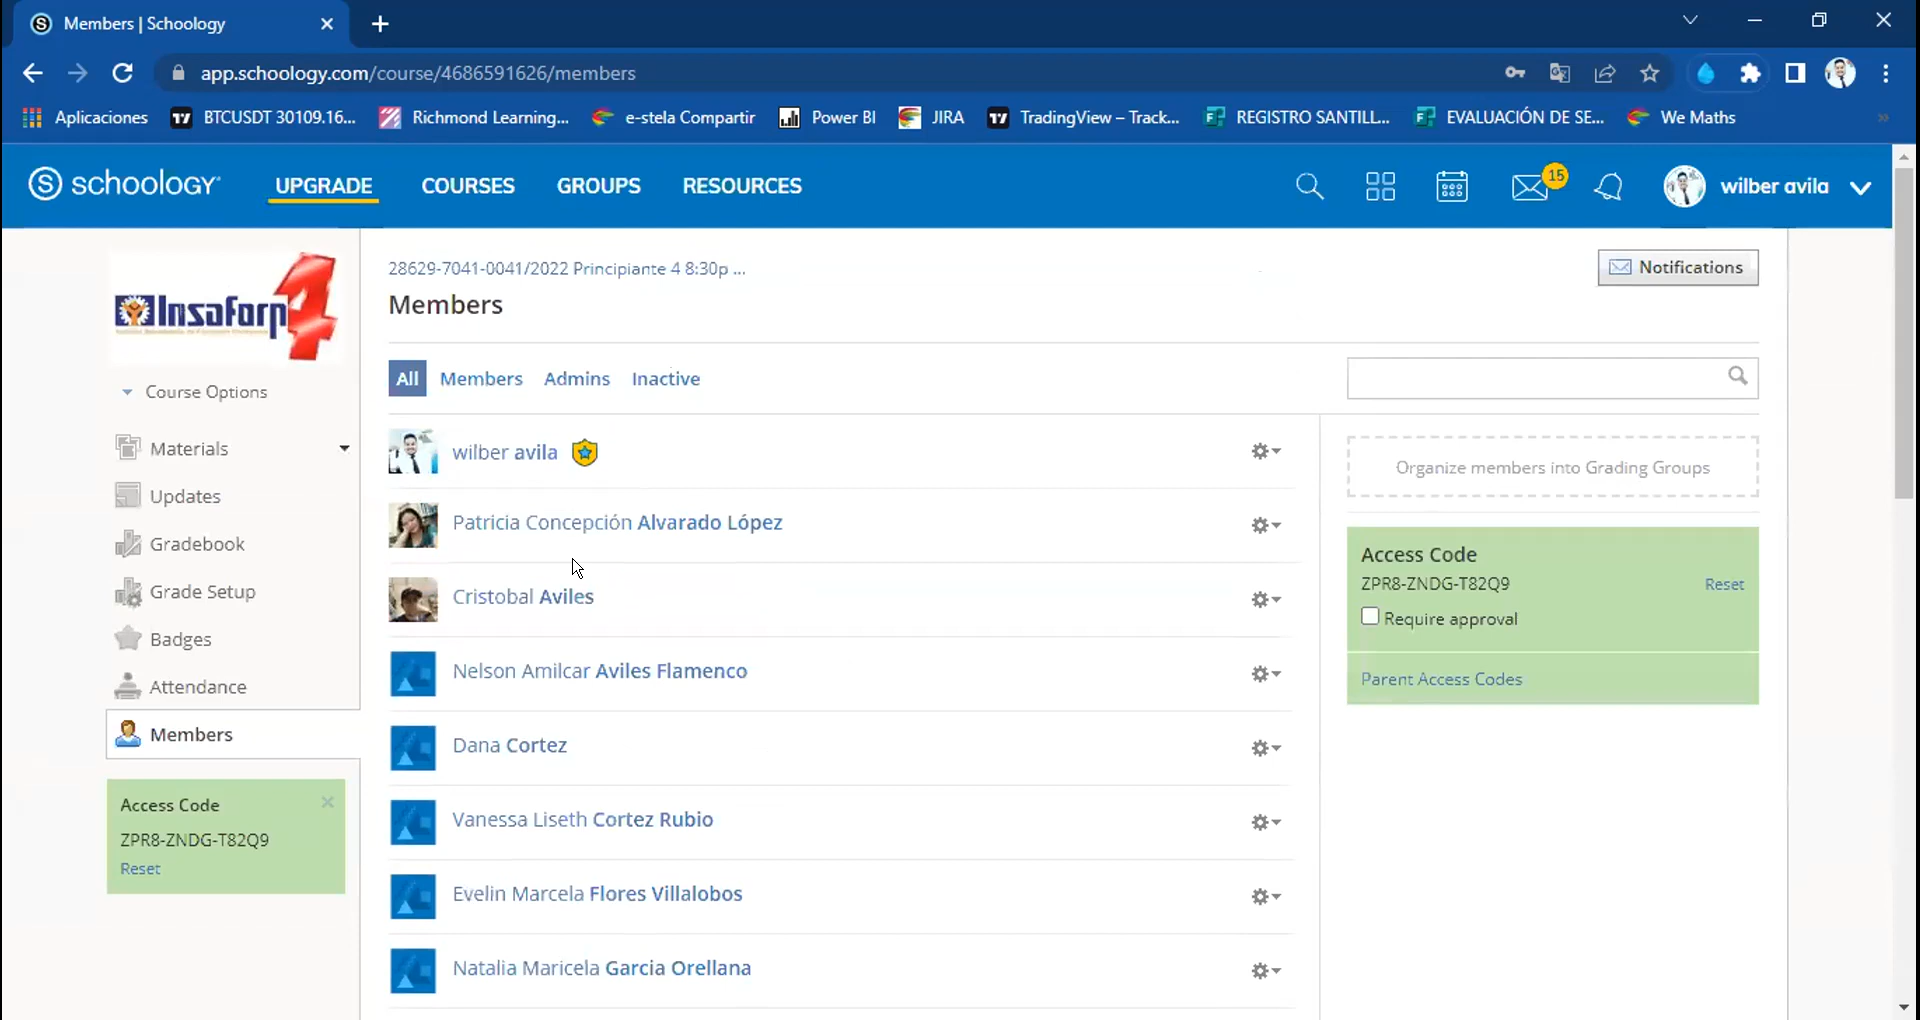 Members | Schoology
app.schoology.com/course/4686591626/members
Aplicaciones
BTCUSDT 30109.16...
Richmond Learning...
e-stela Compartir
Power BI
JIRA
TradingView – Track...
REGISTRO SANTILL...
EVALUACIÓN DE SE...
We Maths
schoology
UPGRADE
COURSES
GROUPS
RESOURCES
15
wilber avila
Insaforp 4
28629-7041-0041/2022 Principiante 4 8:30p ...
Members
Notifications
All
Members
Admins
Inactive
Course Options
Materials
Updates
Gradebook
Grade Setup
Badges
Attendance
Members
Access Code
ZPR8-ZNDG-T82Q9
Reset
wilber avila
Patricia Concepción Alvarado López
Cristobal Aviles
Nelson Amilcar Aviles Flamenco
Dana Cortez
Vanessa Liseth Cortez Rubio
Evelin Marcela Flores Villalobos
Natalia Maricela Garcia Orellana
Organize members into Grading Groups
Access Code
ZPR8-ZNDG-T82Q9
Reset
Require approval
Parent Access Codes